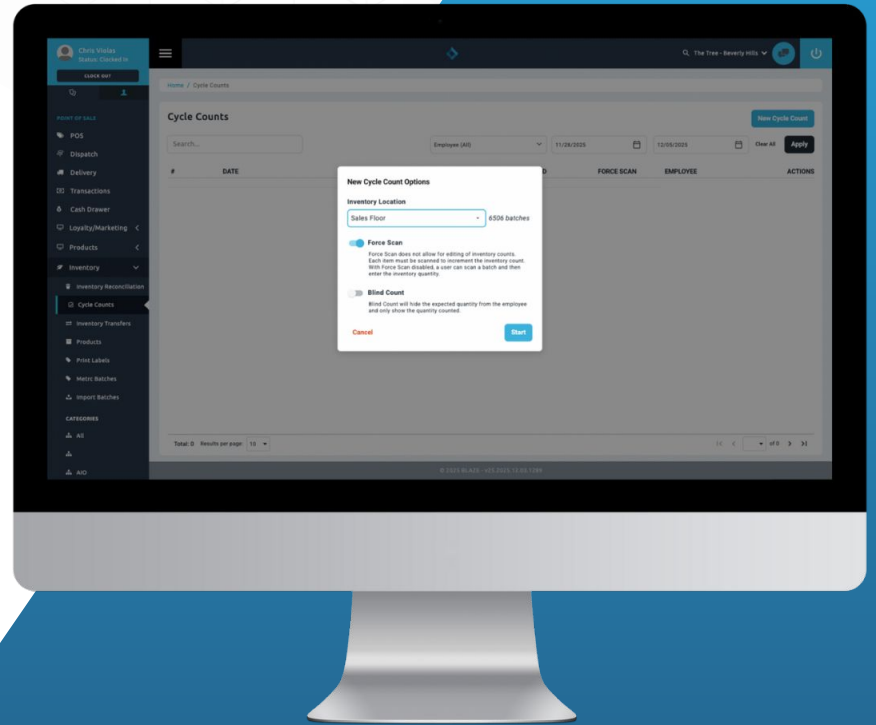 Chris Violas
Status: Clocked In
CLOCK OUT
The Tree - Beverly Hills
Home / Cycle Counts
POINT OF SALE
POS
Dispatch
Delivery
Transactions
Cash Drawer
Loyalty/Marketing
Products
Inventory
Inventory Reconciliation
Cycle Counts
Inventory Transfers
Products
Print Labels
Metrc Batches
Import Batches
CATEGORIES
All
AIO
Cycle Counts
New Cycle Count
Search...
Employee (All)
11/28/2025
12/05/2025
Clear All
Apply
# DATE FORCE SCAN EMPLOYEE ACTIONS
New Cycle Count Options
Inventory Location
Sales Floor 6506 batches
Force Scan
Force Scan does not allow for editing of inventory counts.
Each item must be scanned to increment the inventory count.
With Force Scan disabled, a user can scan a batch and then
enter the inventory quantity.
Blind Count
Blind Count will hide the expected quantity from the employee
and only show the quantity counted.
Cancel Start
Total: 0 - Results per page: of 0